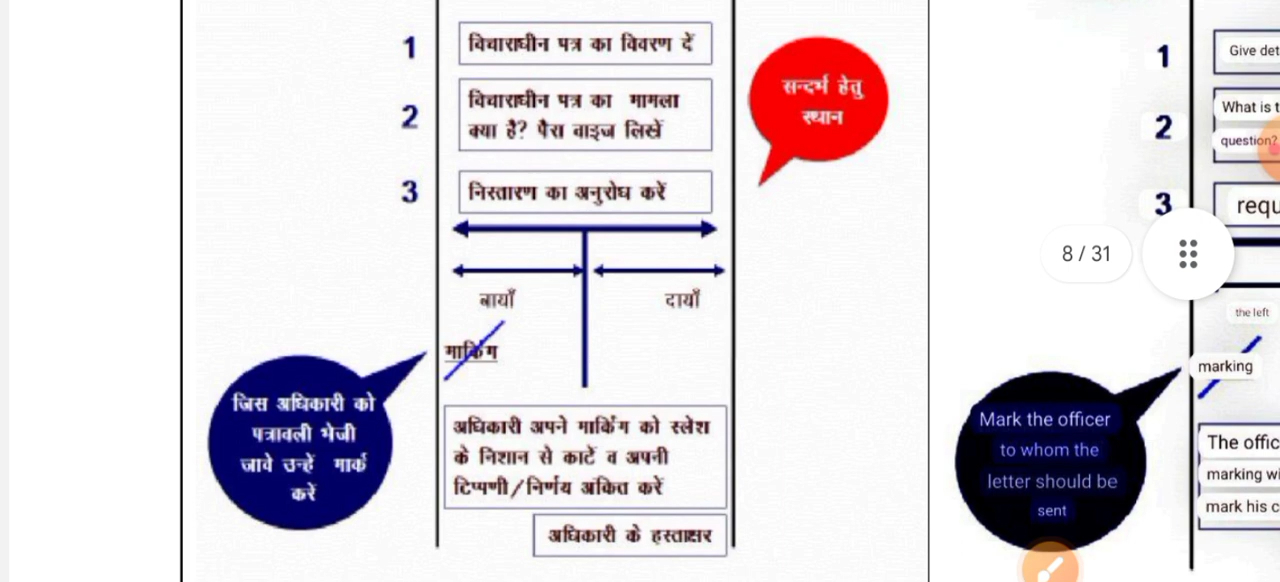 1
विचाराधीन पत्र का विवरण दें
2
विचाराधीन पत्र का मामला
क्या है? पैरा वाइज लिखें
3
निस्तारण का अनुरोध करें
सन्दर्भ हेतु
स्थान
बायाँ
दायाँ
मार्किंग
जिस अधिकारी को
पत्रावली भेजी
जावे उन्हें मार्क
करें
अधिकारी अपने मार्किंग को स्लेश
के निशान से काटें व अपनी
टिप्पणी/निर्णय अंकित करें
अधिकारी के हस्ताक्षर
1
Give det
2
What is t
question?
3
requ
8 / 31
the left
marking
Mark the officer
to whom the
letter should be
sent
The offic
marking wi
mark his c